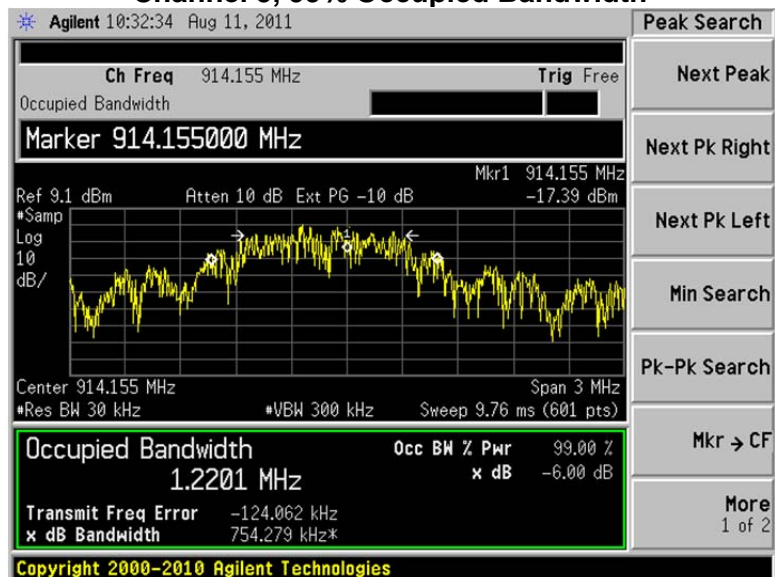 Agilent 10:32:34 Aug 11, 2011
Peak Search
Ch Freq 914.155 MHz Trig Free
Occupied Bandwidth
Marker 914.155000 MHz
Mkr1 914.155 MHz
Ref 9.1 dBm Atten 10 dB Ext PG -10 dB -17.39 dBm
#Samp
Log
10
dB/
1
Center 914.155 MHz Span 3 MHz
#Res BW 30 kHz #VBW 300 kHz Sweep 9.76 ms (601 pts)
Occupied Bandwidth Occ BW % Pwr 99.00 %
1.2201 MHz x dB -6.00 dB
Transmit Freq Error -124.062 kHz
x dB Bandwidth 754.279 kHz*
Copyright 2000-2010 Agilent Technologies
Next Peak
Next Pk Right
Next Pk Left
Min Search
Pk-Pk Search
Mkr → CF
More
1 of 2